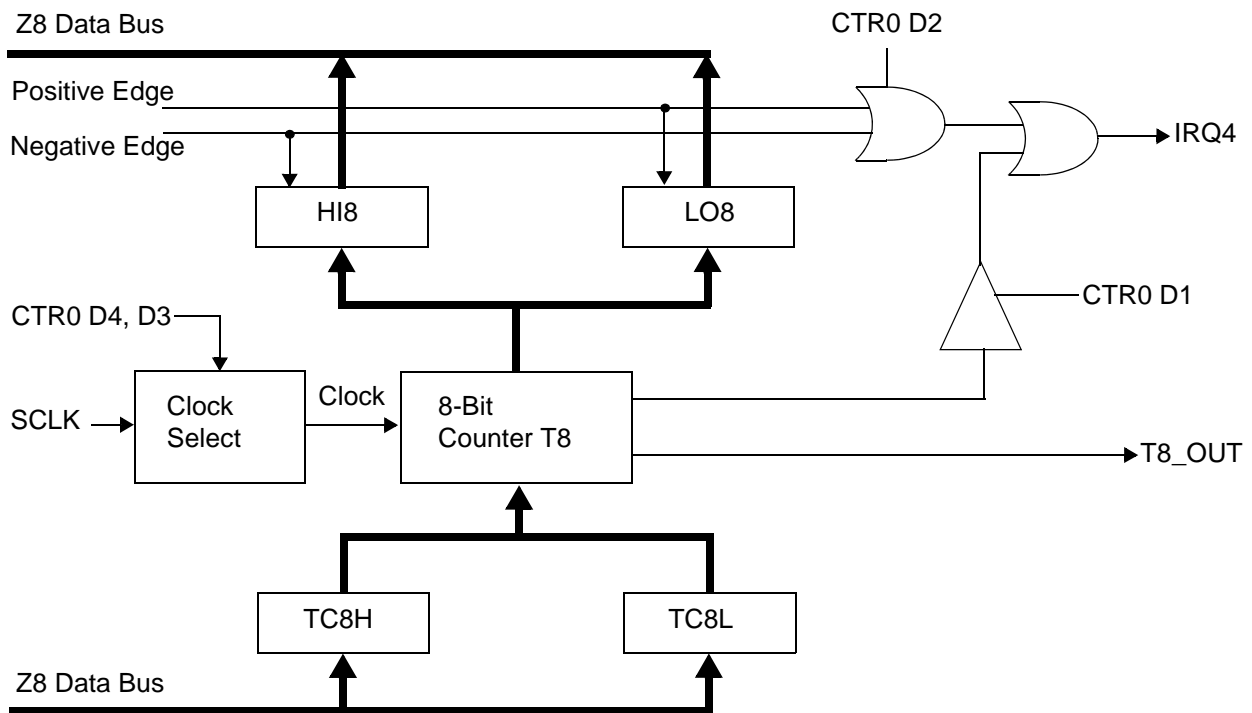 Z8 Data Bus
CTR0 D2
Positive Edge
Negative Edge
IRQ4
HI8
LO8
CTR0 D4, D3
CTR0 D1
SCLK
Clock
Select
Clock
8-Bit
Counter T8
T8_OUT
TC8H
TC8L
Z8 Data Bus